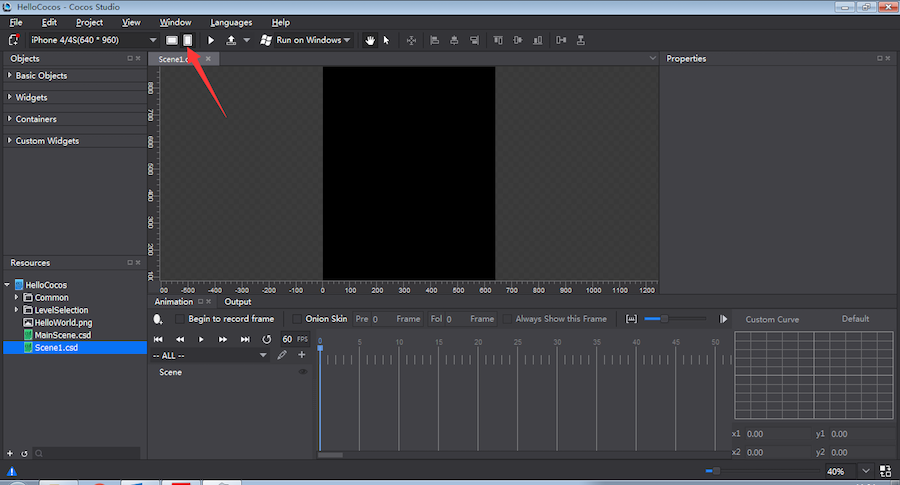 HelloCocos - Cocos Studio
File Edit Project View Window Languages Help
iPhone 4/4S(640 * 960) Run on Windows
Objects
Basic Objects
Widgets
Containers
Custom Widgets
Resources
HelloCocos
Common
LevelSelection
HelloWorld.png
MainScene.csd
Scene1.csd
Scene1.c
800
700
600
500
400
300
200
100
00 -500 -400 -300 -200 -100 0 100 200 300 400 500 600 700 800 900 1000 1100 1200
Properties
Animation Output
Begin to record frame Onion Skin Pre 0 Frame Fol 0 Frame Always Show this Frame
60 FPS
-- ALL --
Scene
0 5 10 15 20 25 30 35 40 45 50
Custom Curve Default
x1 0.00 y1 0.00
x2 0.00 y2 0.00
40%